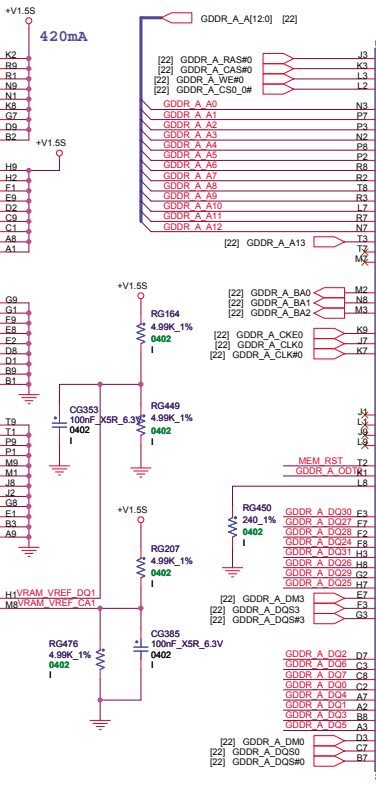 +V1.5S
GDDR_A_A[12:0] [22]
420mA
K2
R9
R1
N9
N1
K8
G7
D9
B2
+V1.5S
H9
H2
F1
E9
D2
C9
C1
A8
A1
[22] GDDR_A_RAS#0 J3
[22] GDDR_A_CAS#0 K3
[22] GDDR_A_WE#0 L3
[22] GDDR_A_CS0_0# L2
GDDR_A_A0 N3
GDDR_A_A1 P7
GDDR_A_A2 P3
GDDR_A_A3 N2
GDDR_A_A4 P8
GDDR_A_A5 P2
GDDR_A_A6 R8
GDDR_A_A7 R2
GDDR_A_A8 T8
GDDR_A_A9 R3
GDDR_A_A10 L7
GDDR_A_A11 R7
GDDR_A_A12 N7
[22] GDDR_A_A13 T3
T7
M7
G9
G1
F9
E8
E2
D8
D1
B9
B1
+V1.5S
RG164
4.99K_1%
0402
I
[22] GDDR_A_BA0 M2
[22] GDDR_A_BA1 N8
[22] GDDR_A_BA2 M3
[22] GDDR_A_CKE0 K9
[22] GDDR_A_CLK0 J7
[22] GDDR_A_CLK#0 K7
CG353
100nF_X5R_6.3V
0402
I
RG449
4.99K_1%
0402
I
J1
L1
J9
L9
T9
T1
P9
P1
M9
M1
J8
J2
G8
E1
B3
A9
MEM_RST T2
GDDR_A_ODT0 K1
L8
RG450
240_1%
0402
I
+V1.5S
RG207
4.99K_1%
0402
I
GDDR_A_DQ30 E3
GDDR_A_DQ27 F7
GDDR_A_DQ28 F2
GDDR_A_DQ24 F8
GDDR_A_DQ31 H3
GDDR_A_DQ26 H8
GDDR_A_DQ29 G2
GDDR_A_DQ25 H7
[22] GDDR_A_DM3 E7
[22] GDDR_A_DQS3 F3
[22] GDDR_A_DQS#3 G3
H1 VRAM_VREF_DQ1
M8 VRAM_VREF_CA1
RG476
4.99K_1%
0402
I
CG385
100nF_X5R_6.3V
0402
I
GDDR_A_DQ2 D7
GDDR_A_DQ6 C3
GDDR_A_DQ7 C8
GDDR_A_DQ0 C2
GDDR_A_DQ4 A7
GDDR_A_DQ1 A2
GDDR_A_DQ3 B8
GDDR_A_DQ5 A3
[22] GDDR_A_DM0 D3
[22] GDDR_A_DQS0 C7
[22] GDDR_A_DQS#0 B7